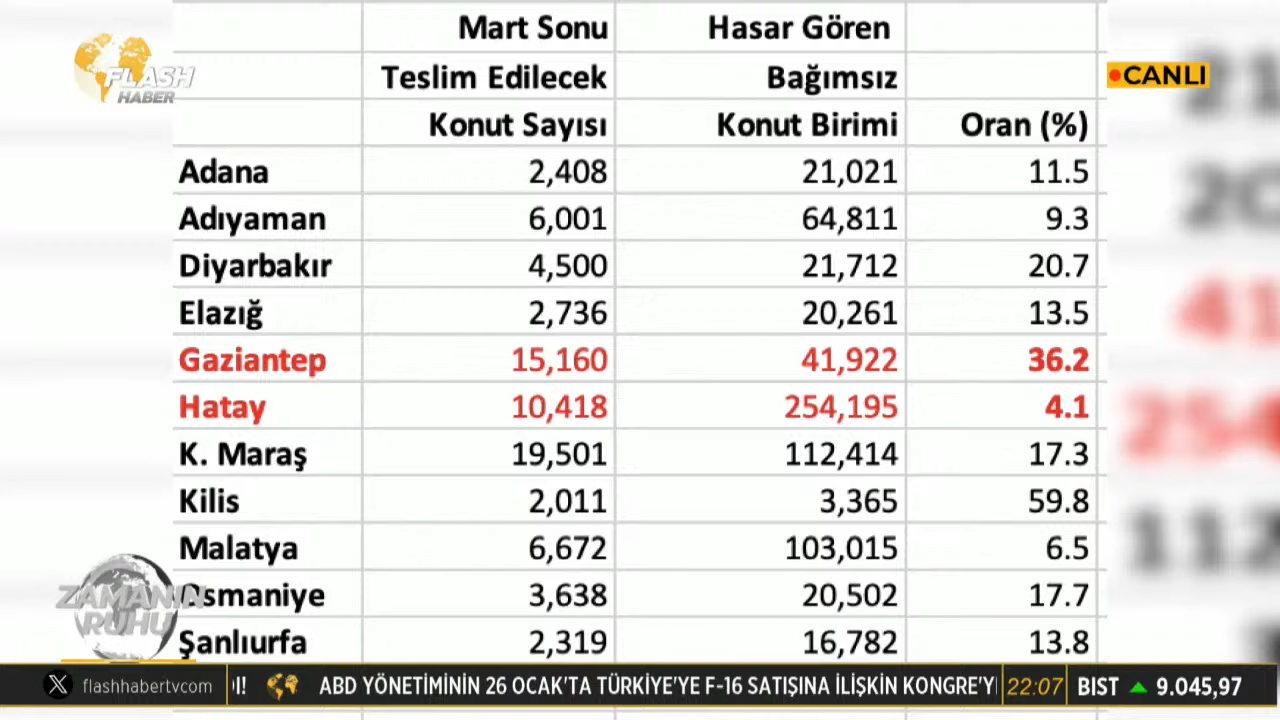 Mart Sonu Hasar Gören
Teslim Edilecek Bağımsız
Konut Sayısı Konut Birimi Oran (%)
Adana 2,408 21,021 11.5
Adıyaman 6,001 64,811 9.3
Diyarbakır 4,500 21,712 20.7
Elazığ 2,736 20,261 13.5
Gaziantep 15,160 41,922 36.2
Hatay 10,418 254,195 4.1
K. Maraş 19,501 112,414 17.3
Kilis 2,011 3,365 59.8
Malatya 6,672 103,015 6.5
Osmaniye 3,638 20,502 17.7
Şanlıurfa 2,319 16,782 13.8
FLASH
HABER
CANLI
ZAMANIN
RUHU
X flashhabertvcom ABD YÖNETİMİNİN 26 OCAK'TA TÜRKİYE'YE F-16 SATIŞINA İLİŞKİN KONGRE'Y 22:07 BIST 9.045,97